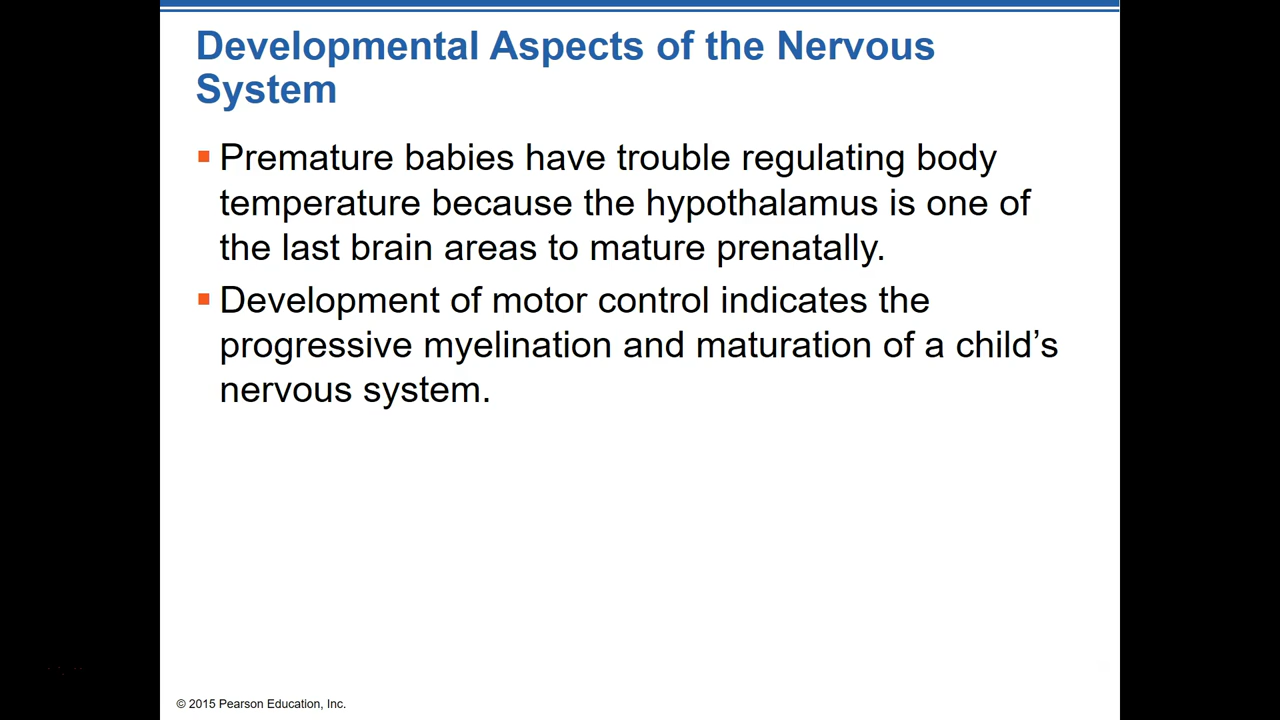 Developmental Aspects of the Nervous
System
▪ Premature babies have trouble regulating body
temperature because the hypothalamus is one of
the last brain areas to mature prenatally.
▪ Development of motor control indicates the
progressive myelination and maturation of a child’s
nervous system.
© 2015 Pearson Education, Inc.